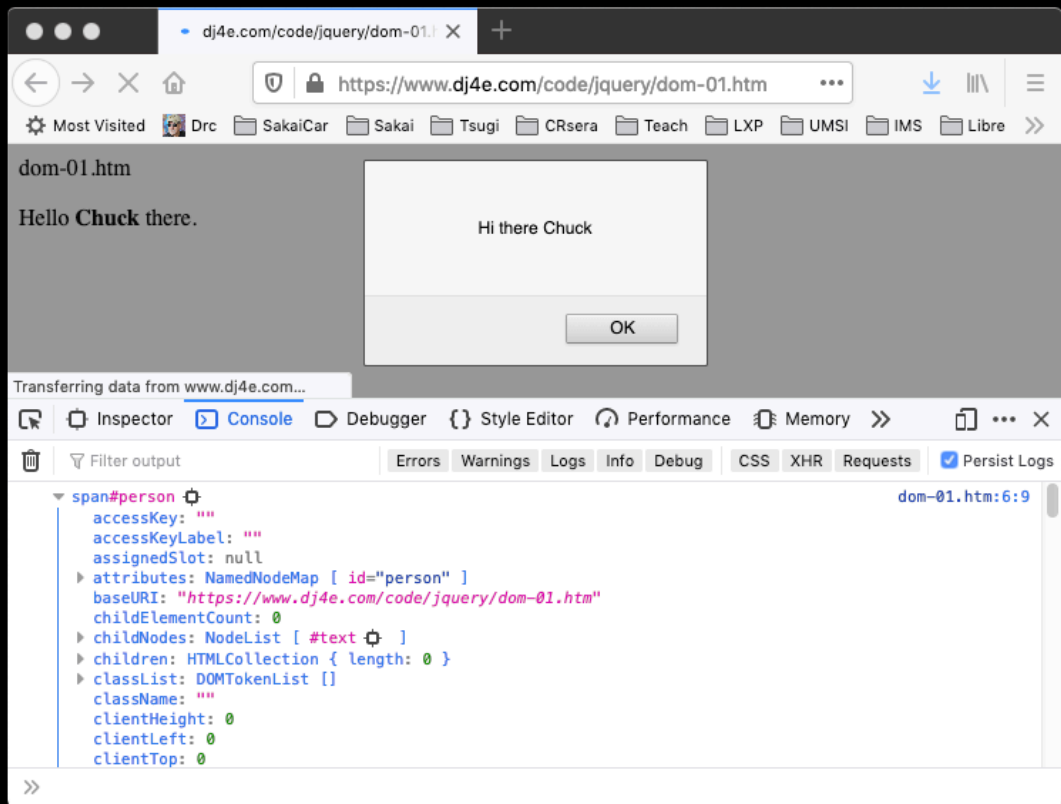 dj4e.com/code/jquery/dom-01.h
https://www.dj4e.com/code/jquery/dom-01.htm
Most Visited Drc SakaiCar Sakai Tsugi CRsera Teach LXP UMSI IMS Libre
dom-01.htm
Hello Chuck there.
Hi there Chuck
OK
Transferring data from www.dj4e.com...
Inspector Console Debugger {} Style Editor Performance Memory
Filter output Errors Warnings Logs Info Debug CSS XHR Requests Persist Logs
span#person dom-01.htm:6:9
accessKey: ""
accessKeyLabel: ""
assignedSlot: null
attributes: NamedNodeMap [ id="person" ]
baseURI: "https://www.dj4e.com/code/jquery/dom-01.htm"
childElementCount: 0
childNodes: NodeList [ #text ]
children: HTMLCollection { length: 0 }
classList: DOMTokenList []
className: ""
clientHeight: 0
clientLeft: 0
clientTop: 0